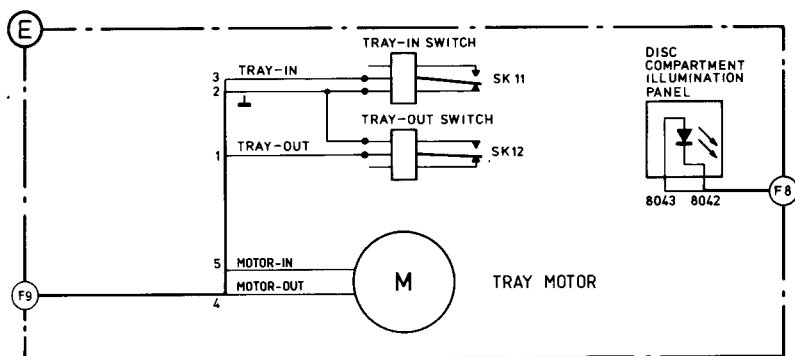 E
TRAY-IN SWITCH
DISC
COMPARTMENT
ILLUMINATION
PANEL
3 TRAY-IN
SK 11
2
TRAY-OUT SWITCH
1 TRAY-OUT
SK12
8043 8042
F8
5 MOTOR-IN
M
TRAY MOTOR
F9
MOTOR-OUT
4